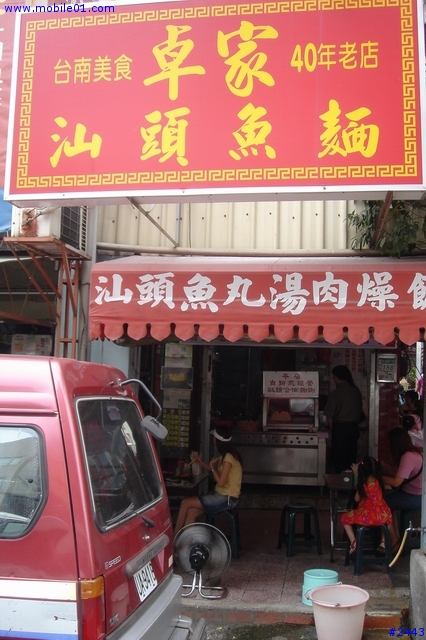 www.mobile01.com
台南美食 卓家 40年老店
汕頭魚麵
汕頭魚丸湯肉燥飯
5SPEED
#2443